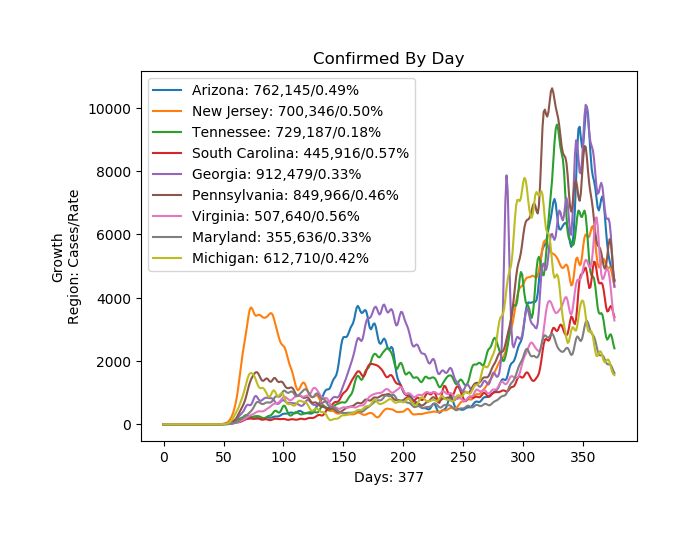 Confirmed By Day
Growth
Region: Cases/Rate
10000
8000
6000
4000
2000
0
Arizona: 762,145/0.49%
New Jersey: 700,346/0.50%
Tennessee: 729,187/0.18%
South Carolina: 445,916/0.57%
Georgia: 912,479/0.33%
Pennsylvania: 849,966/0.46%
Virginia: 507,640/0.56%
Maryland: 355,636/0.33%
Michigan: 612,710/0.42%
0 50 100 150 200 250 300 350
Days: 377